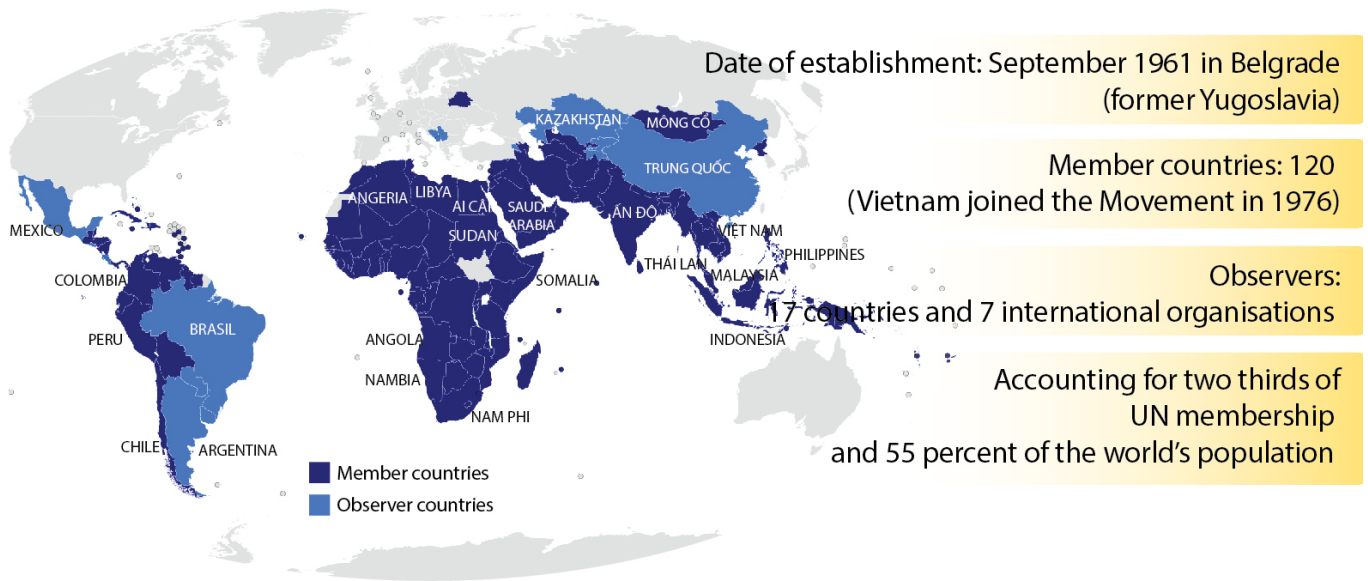 Date of establishment: September 1961 in Belgrade
(former Yugoslavia)
Member countries: 120
(Vietnam joined the Movement in 1976)
Observers:
17 countries and 7 international organisations
Accounting for two thirds of
UN membership
and 55 percent of the world's population
KAZAKHSTAN
MÔNG CỔ
TRUNG QUỐC
ANGERIA
LIBYA
AI CẬP
SAUDI
ARABIA
ẤN ĐỘ
SUDAN
VIỆT NAM
MEXICO
PHILIPPINES
THÁI LAN
MALAYSIA
COLOMBIA
SOMALIA
BRASIL
PERU
ANGOLA
INDONESIA
NAMBIA
NAM PHI
CHILE
ARGENTINA
Member countries
Observer countries